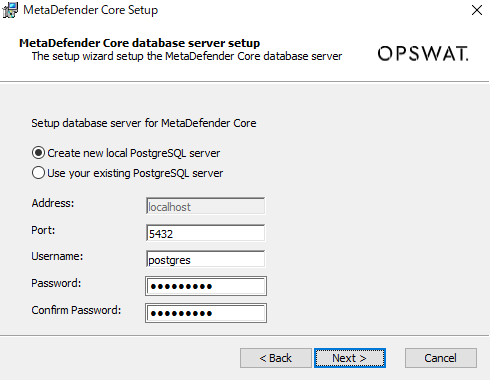 MetaDefender Core Setup
MetaDefender Core database server setup
The setup wizard setup the MetaDefender Core database server
OPSWAT.
Setup database server for MetaDefender Core
Create new local PostgreSQL server
Use your existing PostgreSQL server
Address: localhost
Port: 5432
Username: postgres
Password: ●●●●●●●●●
Confirm Password: ●●●●●●●●●
< Back Next > Cancel